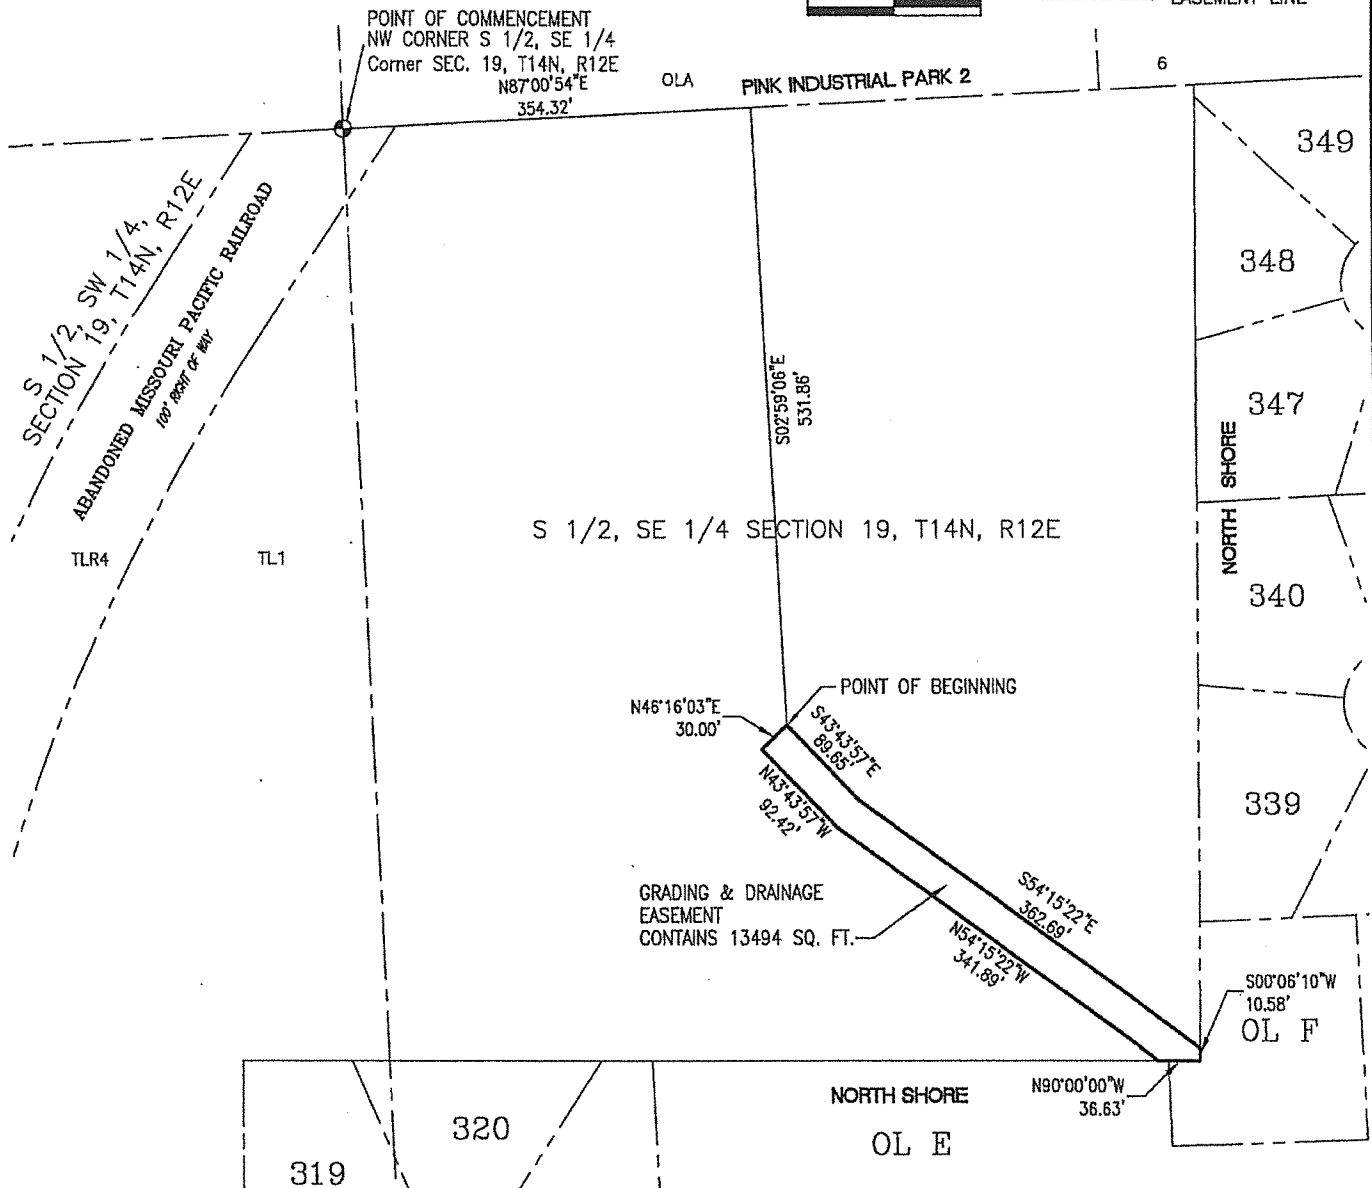 EASEMENT LINE
POINT OF COMMENCEMENT
NW CORNER S 1/2, SE 1/4
Corner SEC. 19, T14N, R12E
N87°00'54"E
354.32'
OLA
PINK INDUSTRIAL PARK 2
6
349
348
347
340
339
NORTH SHORE
S 1/2, SW 1/4,
SECTION 19, T14N, R12E
ABANDONED MISSOURI PACIFIC RAILROAD
100' RIGHT OF WAY
TLR4
TL1
S02°59'06"E
531.86'
S 1/2, SE 1/4 SECTION 19, T14N, R12E
POINT OF BEGINNING
N46°16'03"E
30.00'
S43°43'57"E
89.65'
N43°43'57"W
92.42'
GRADING & DRAINAGE
EASEMENT
CONTAINS 13494 SQ. FT.
S54°15'22"E
362.69'
N54°15'22"W
341.89'
S00°06'10"W
10.58'
OL F
N90°00'00"W
36.63'
NORTH SHORE
OL E
320
319